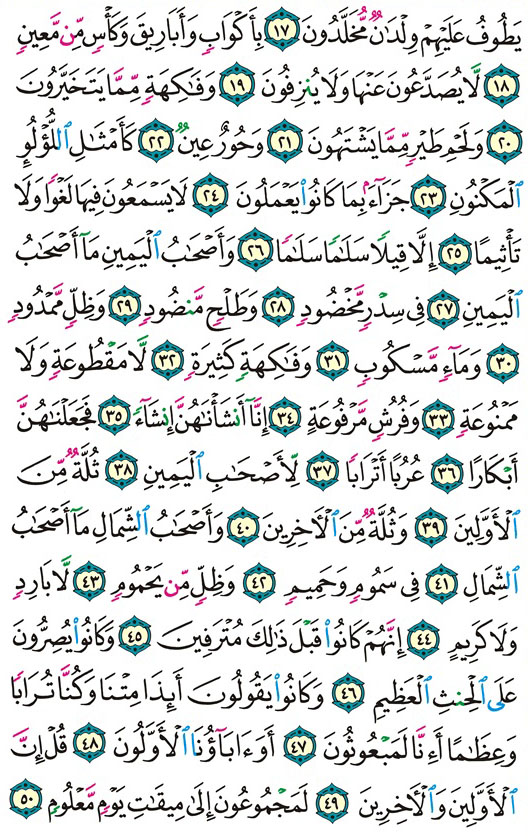 يَطُوفُ عَلَيْهِمْ وِلْدَٰنٌ مُّخَلَّدُونَ ١٧ بِأَكْوَابٍ وَأَبَارِيقَ وَكَأْسٍ مِّن مَّعِينٍ
١٨ لَّا يُصَدَّعُونَ عَنْهَا وَلَا يُنزِفُونَ ١٩ وَفَٰكِهَةٍ مِّمَّا يَتَخَيَّرُونَ
٢٠ وَلَحْمِ طَيْرٍ مِّمَّا يَشْتَهُونَ ٢١ وَحُورٌ عِينٌ ٢٢ كَأَمْثَٰلِ ٱللُّؤْلُؤِ
ٱلْمَكْنُونِ ٢٣ جَزَآءًۢ بِمَا كَانُوا۟ يَعْمَلُونَ ٢٤ لَا يَسْمَعُونَ فِيهَا لَغْوًا وَلَا
تَأْثِيمًا ٢٥ إِلَّا قِيلًا سَلَٰمًا سَلَٰمًا ٢٦ وَأَصْحَٰبُ ٱلْيَمِينِ مَآ أَصْحَٰبُ
ٱلْيَمِينِ ٢٧ فِى سِدْرٍ مَّخْضُودٍ ٢٨ وَطَلْحٍ مَّنضُودٍ ٢٩ وَظِلٍّ مَّمْدُودٍ
٣٠ وَمَآءٍ مَّسْكُوبٍ ٣١ وَفَٰكِهَةٍ كَثِيرَةٍ ٣٢ لَّا مَقْطُوعَةٍ وَلَا
مَمْنُوعَةٍ ٣٣ وَفُرُشٍ مَّرْفُوعَةٍ ٣٤ إِنَّآ أَنشَأْنَٰهُنَّ إِنشَآءً ٣٥ فَجَعَلْنَٰهُنَّ
أَبْكَارًا ٣٦ عُرُبًا أَتْرَابًا ٣٧ لِّأَصْحَٰبِ ٱلْيَمِينِ ٣٨ ثُلَّةٌ مِّنَ
ٱلْأَوَّلِينَ ٣٩ وَثُلَّةٌ مِّنَ ٱلْأَخِرِينَ ٤٠ وَأَصْحَٰبُ ٱلشِّمَالِ مَآ أَصْحَٰبُ
ٱلشِّمَالِ ٤١ فِى سَمُومٍ وَحَمِيمٍ ٤٢ وَظِلٍّ مِّن يَحْمُومٍ ٤٣ لَّا بَارِدٍ
وَلَا كَرِيمٍ ٤٤ إِنَّهُمْ كَانُوا۟ قَبْلَ ذَٰلِكَ مُتْرَفِينَ ٤٥ وَكَانُوا۟ يُصِرُّونَ
عَلَى ٱلْحِنثِ ٱلْعَظِيمِ ٤٦ وَكَانُوا۟ يَقُولُونَ أَئِذَا مِتْنَا وَكُنَّا تُرَابًا
وَعِظَٰمًا أَءِنَّا لَمَبْعُوثُونَ ٤٧ أَوَءَابَآؤُنَا ٱلْأَوَّلُونَ ٤٨ قُلْ إِنَّ
ٱلْأَوَّلِينَ وَٱلْأَخِرِينَ ٤٩ لَمَجْمُوعُونَ إِلَىٰ مِيقَٰتِ يَوْمٍ مَّعْلُومٍ ٥٠